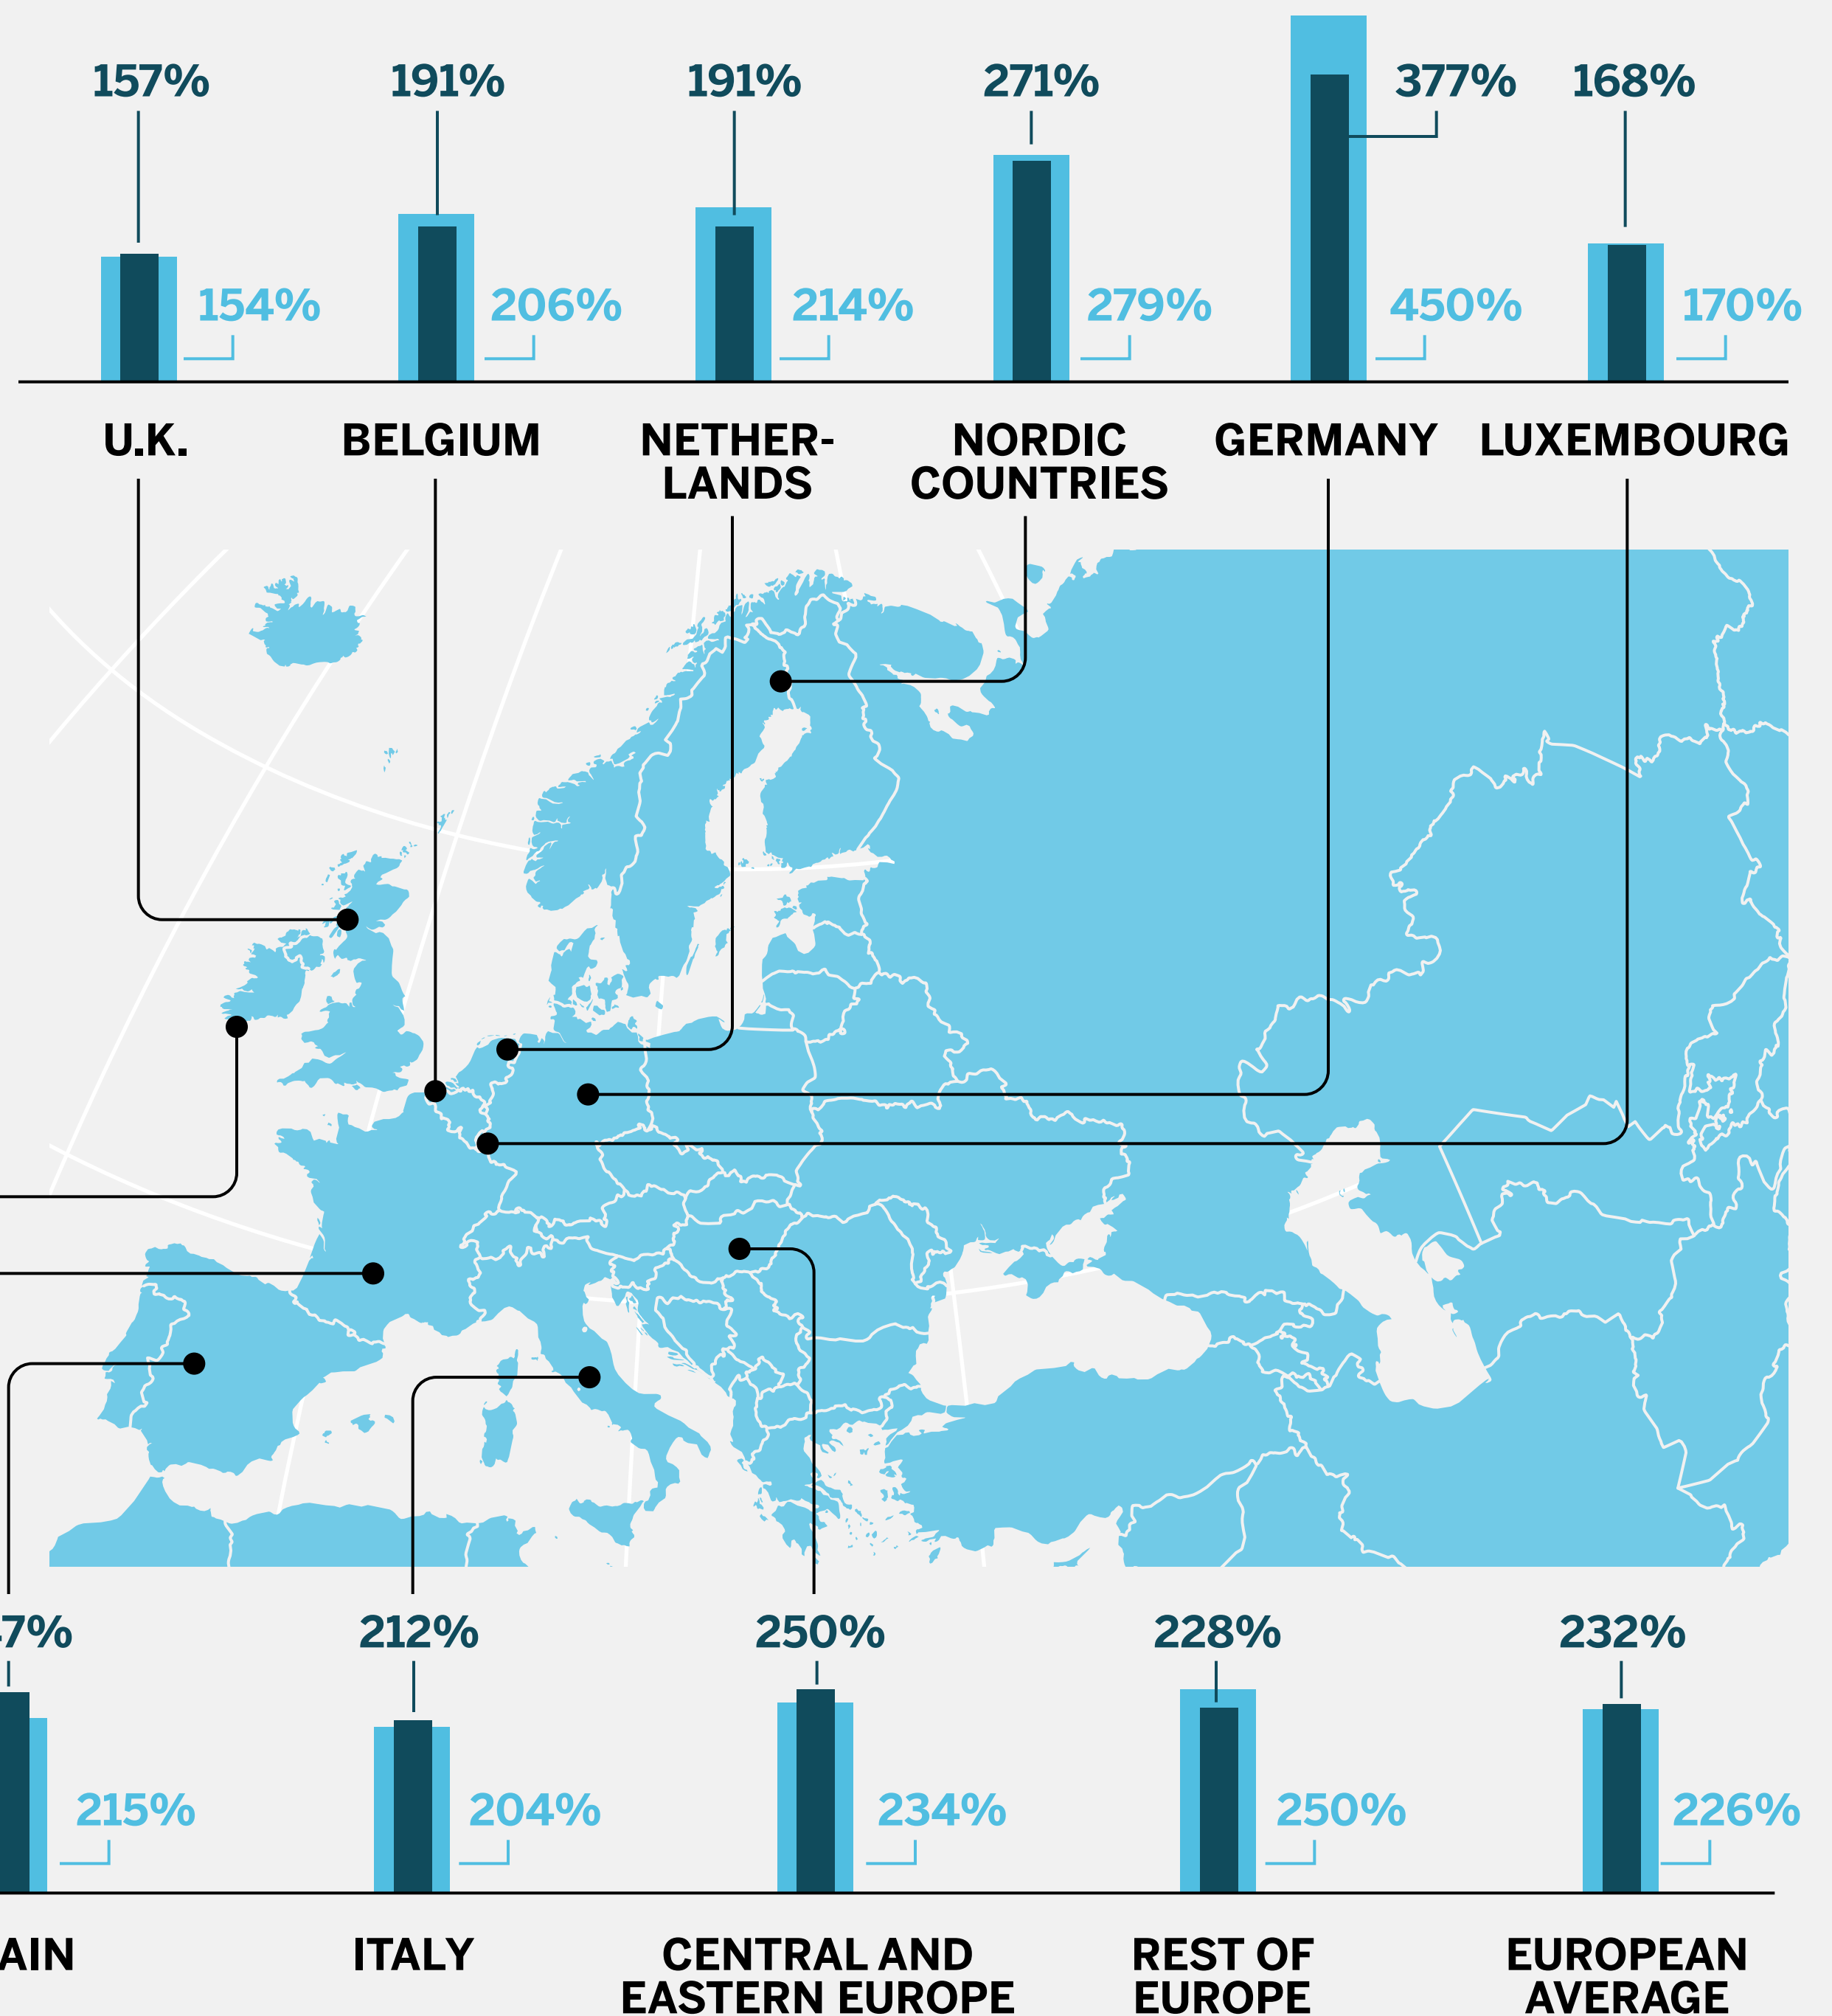 157%
191%
191%
271%
377%
168%
154%
206%
214%
279%
450%
170%
U.K.
BELGIUM
NETHER-
LANDS
NORDIC
COUNTRIES
GERMANY
LUXEMBOURG
7%
212%
250%
228%
232%
215%
204%
234%
250%
226%
AIN
ITALY
CENTRAL AND
EASTERN EUROPE
REST OF
EUROPE
EUROPEAN
AVERAGE